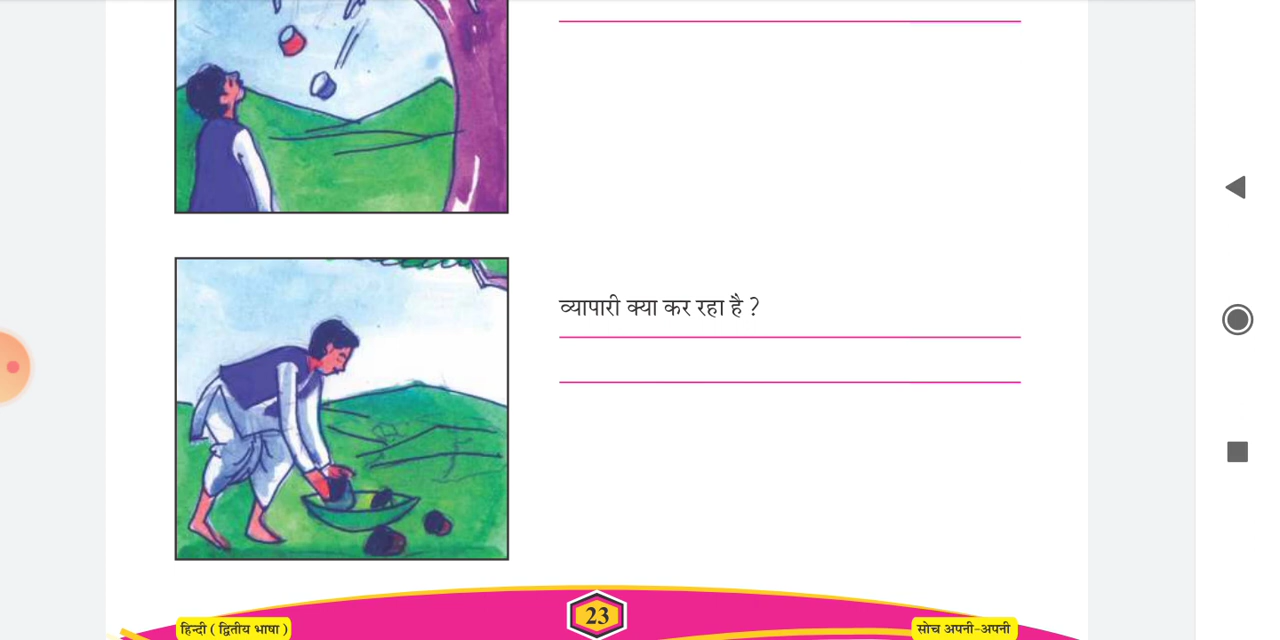 व्यापारी क्या कर रहा है ?
23
हिन्दी ( द्वितीय भाषा )
सोच अपनी-अपनी